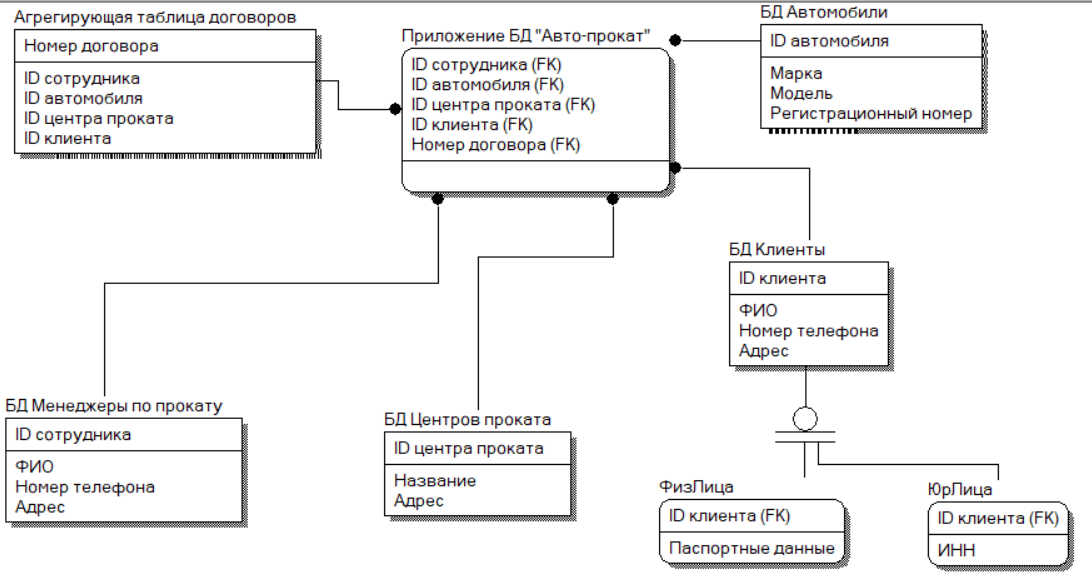 Агрегирующая таблица договоров
Номер договора
ID сотрудника
ID автомобиля
ID центра проката
ID клиента
Приложение БД "Авто-прокат"
ID сотрудника (FK)
ID автомобиля (FK)
ID центра проката (FK)
ID клиента (FK)
Номер договора (FK)
БД Автомобили
ID автомобиля
Марка
Модель
Регистрационный номер
БД Клиенты
ID клиента
ФИО
Номер телефона
Адрес
БД Менеджеры по прокату
ID сотрудника
ФИО
Номер телефона
Адрес
БД Центров проката
ID центра проката
Название
Адрес
ФизЛица
ID клиента (FK)
Паспортные данные
ЮрЛица
ID клиента (FK)
ИНН